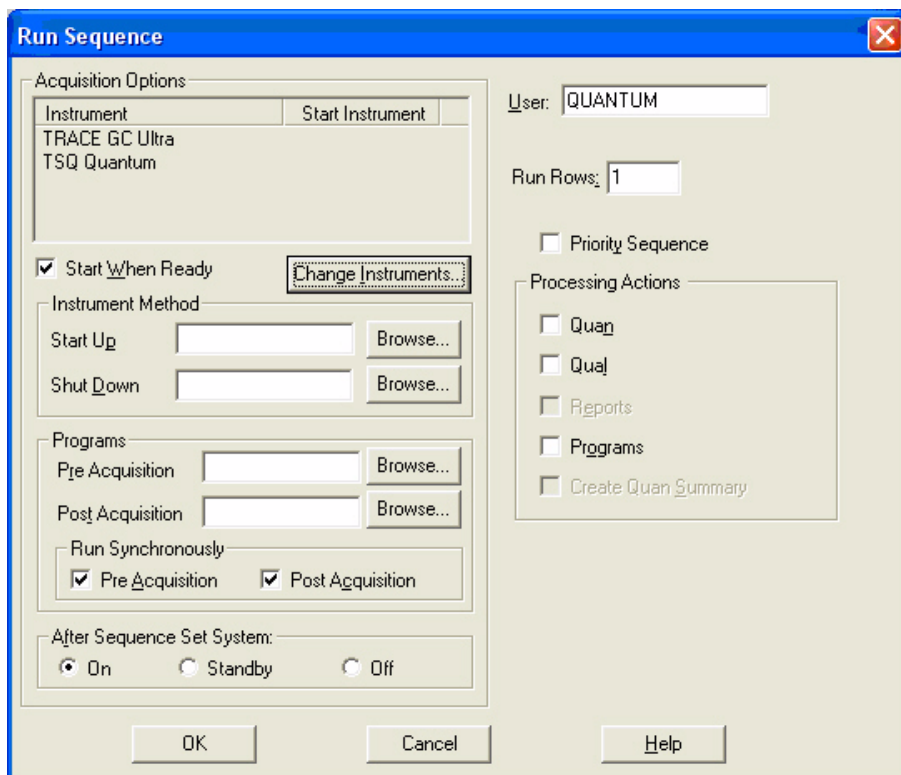 Run Sequence
Acquisition Options
Instrument Start Instrument
TRACE GC Ultra
TSQ Quantum
Start When Ready Change Instruments...
Instrument Method
Start Up Browse...
Shut Down Browse...
Programs
Pre Acquisition Browse...
Post Acquisition Browse...
Run Synchronously
Pre Acquisition Post Acquisition
After Sequence Set System:
On Standby Off
User: QUANTUM
Run Rows: 1
Priority Sequence
Processing Actions
Quan
Qual
Reports
Programs
Create Quan Summary
OK Cancel Help